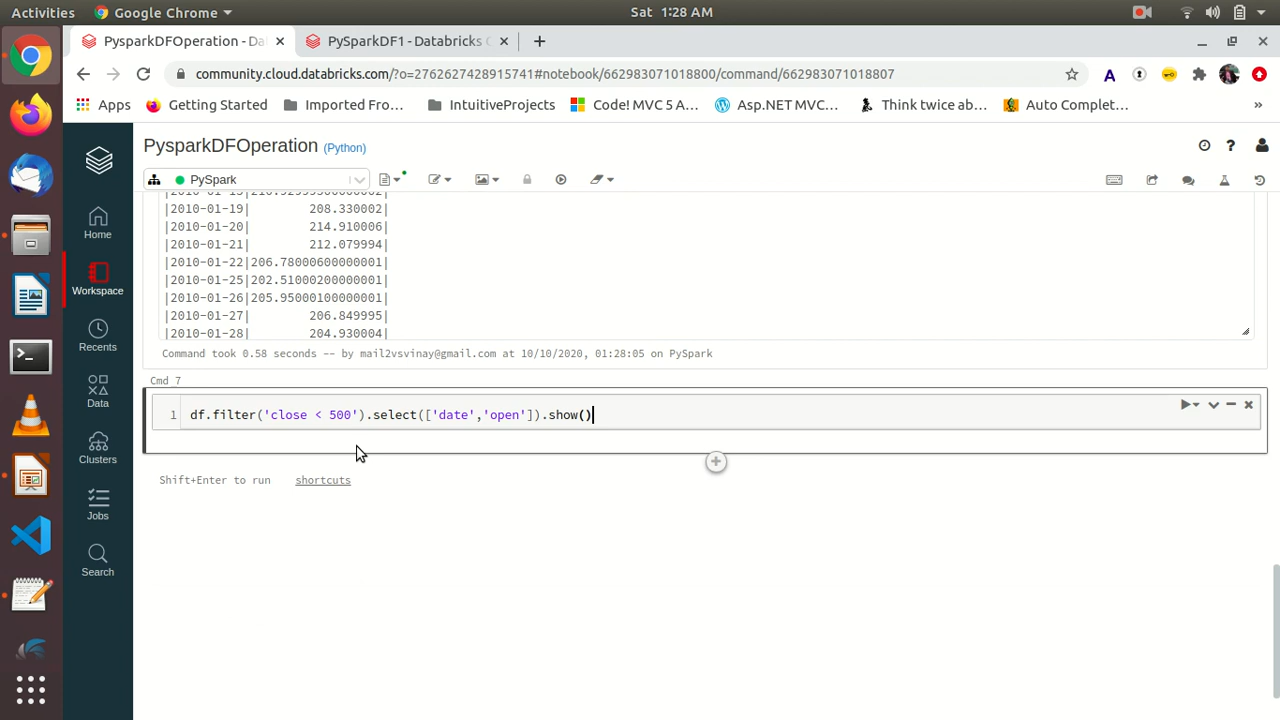 Activities
Google Chrome
Sat 1:28 AM
PysparkDFOperation - Da
PySparkDF1 - Databricks C
community.cloud.databricks.com/?o=2762627428915741#notebook/662983071018800/command/662983071018807
Apps
Getting Started
Imported Fro...
IntuitiveProjects
Code! MVC 5 A...
Asp.NET MVC...
Think twice ab...
Auto Complet...
PysparkDFOperation (Python)
PySpark
Home
Workspace
Recents
Data
Clusters
Jobs
Search
|2010-01-19| 208.330002|
|2010-01-20| 214.910006|
|2010-01-21| 212.079994|
|2010-01-22|206.78000600000001|
|2010-01-25|202.51000200000001|
|2010-01-26|205.95000100000001|
|2010-01-27| 206.849995|
|2010-01-28| 204.930004|
Command took 0.58 seconds -- by mail2vsvinay@gmail.com at 10/10/2020, 01:28:05 on PySpark
Cmd 7
1 df.filter('close < 500').select(['date','open']).show()
Shift+Enter to run shortcuts